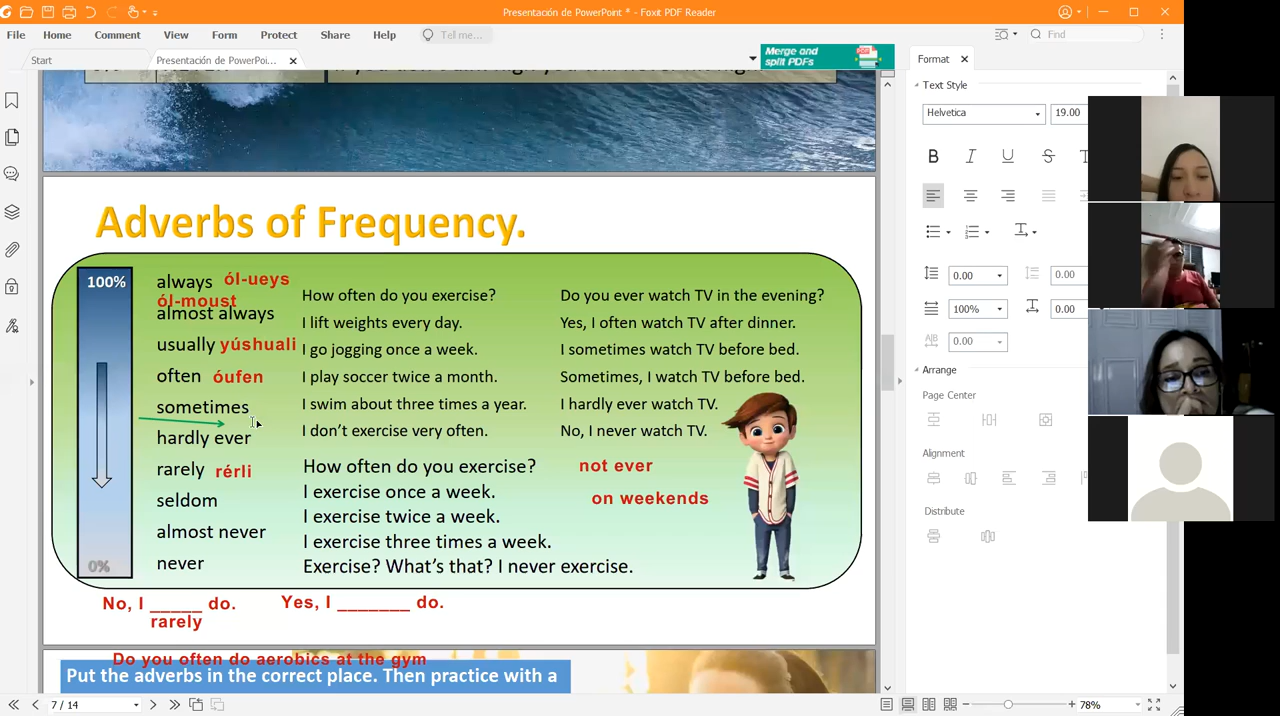 Presentación de PowerPoint * - Foxit PDF Reader
File Home Comment View Form Protect Share Help Tell me... Find
Start Presentación de PowerPoi... Merge and split PDFs
Format
Text Style
Helvetica 19.00
B I U S T
0.00 0.00
100% 0.00
0.00
Arrange
Page Center
Alignment
Distribute
Adverbs of Frequency.
100%
always ól-ueys
ól-moust
almost always
usually yúshuali
often óufen
sometimes
hardly ever
rarely rérli
seldom
almost never
never
0%
How often do you exercise?
I lift weights every day.
I go jogging once a week.
I play soccer twice a month.
I swim about three times a year.
I don't exercise very often.
Do you ever watch TV in the evening?
Yes, I often watch TV after dinner.
I sometimes watch TV before bed.
Sometimes, I watch TV before bed.
I hardly ever watch TV.
No, I never watch TV.
How often do you exercise?
I exercise once a week.
I exercise twice a week.
I exercise three times a week.
Exercise? What's that? I never exercise.
not ever
on weekends
No, I _____ do. Yes, I _______ do.
rarely
Do you often do aerobics at the gym
Put the adverbs in the correct place. Then practice with a
7 / 14 78%